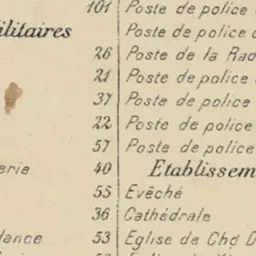 101 Poste de police
ilitaires Poste de police
26 Poste de la Rad
21 Poste de police
37 Poste de police
22 Poste de police
57 Poste de police
erie 40 Etablissem
55 Evêché
36 Cathédrale
dance 53 Eglise de Chọ D